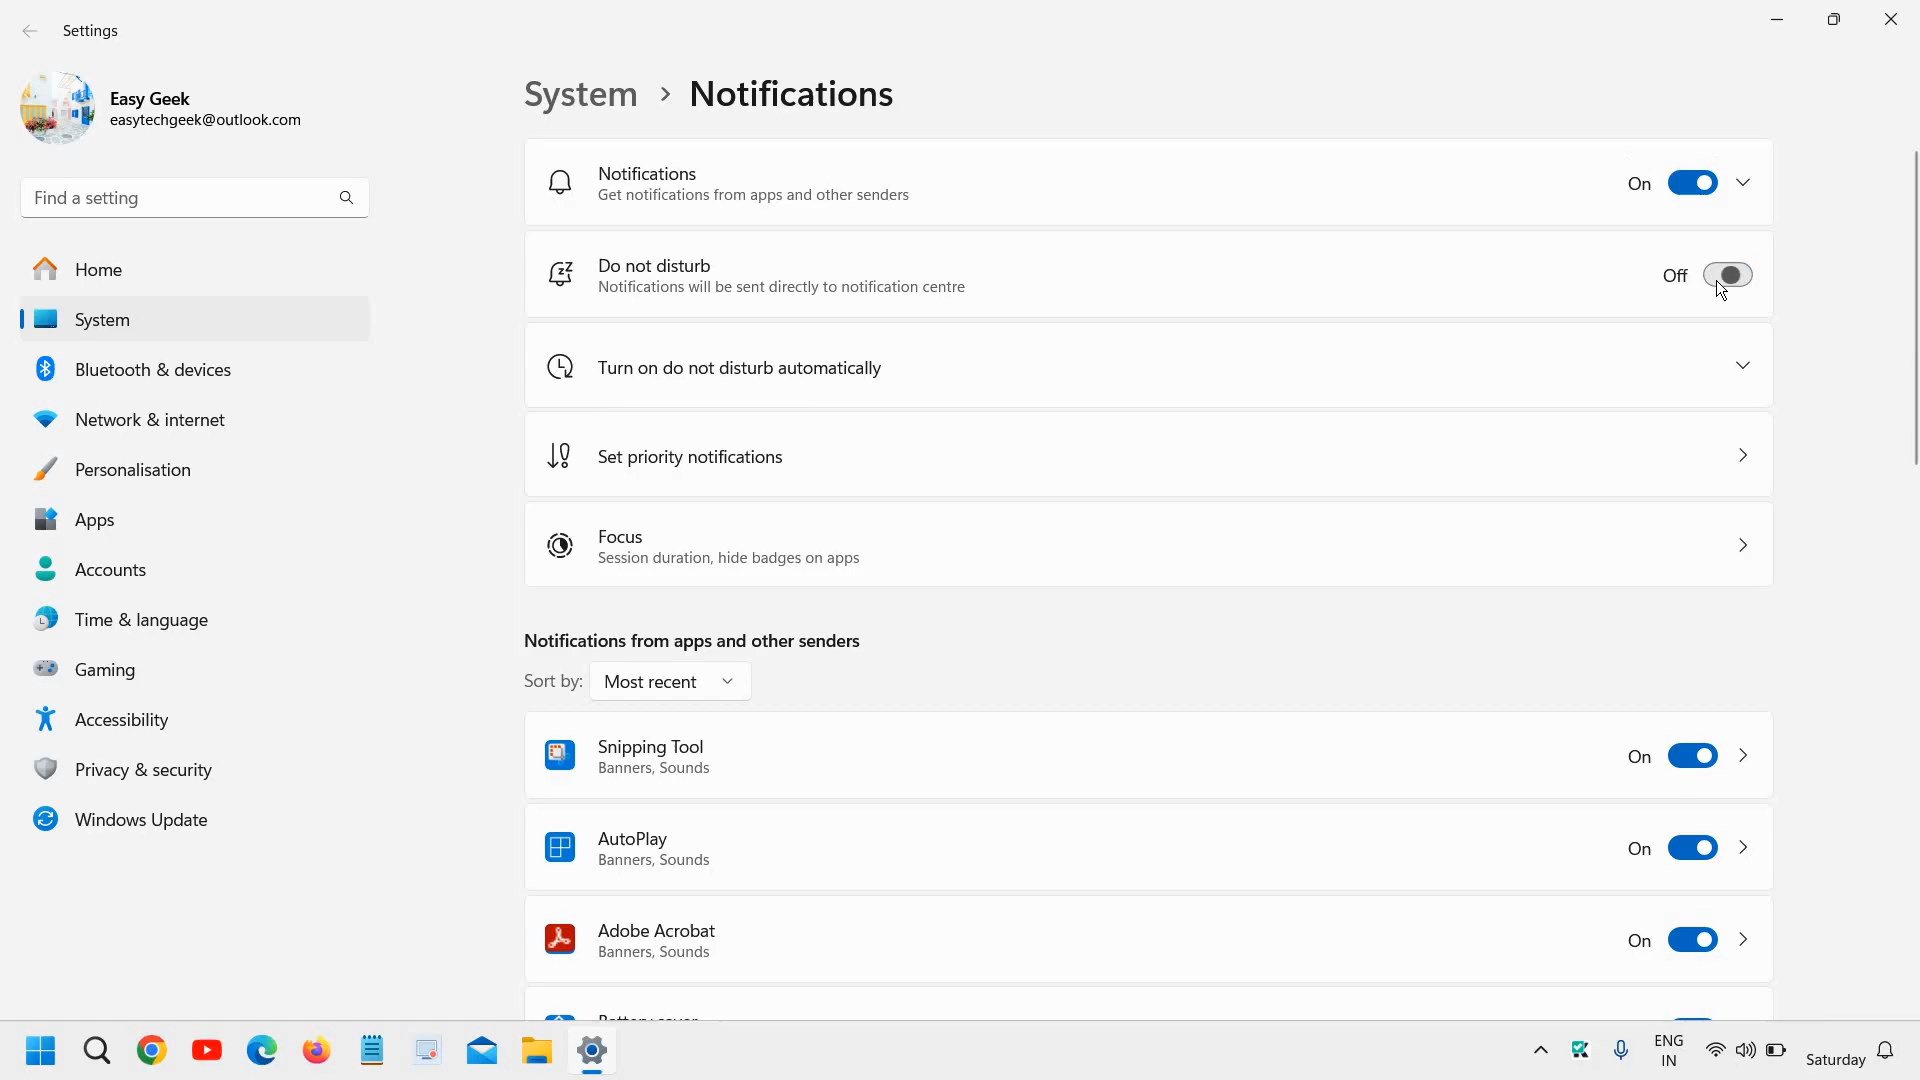 Settings
Easy Geek
easytechgeek@outlook.com
Find a setting
Home
System
Bluetooth & devices
Network & internet
Personalisation
Apps
Accounts
Time & language
Gaming
Accessibility
Privacy & security
Windows Update
System > Notifications
Notifications
Get notifications from apps and other senders
On
Do not disturb
Notifications will be sent directly to notification centre
Off
Turn on do not disturb automatically
Set priority notifications
Focus
Session duration, hide badges on apps
Notifications from apps and other senders
Sort by: Most recent
Snipping Tool
Banners, Sounds
On
AutoPlay
Banners, Sounds
On
Adobe Acrobat
Banners, Sounds
On
ENG
IN
Saturday